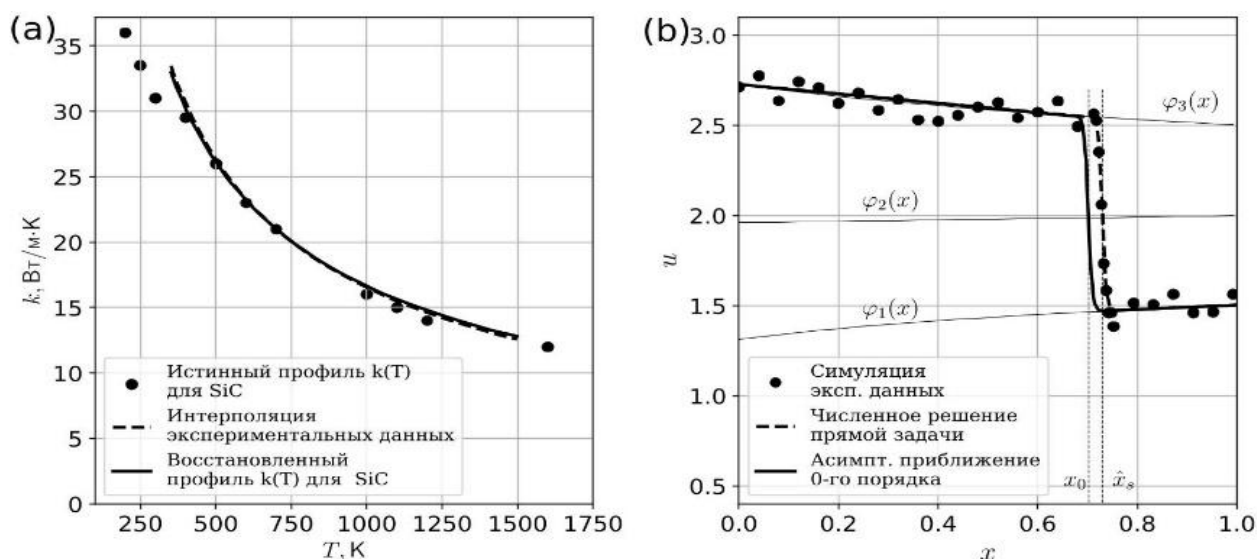 (a)
35
30
25
20
15
10
5
0
k, Вт/м·К
Истинный профиль k(T)
для SiC
Интерполяция
экспериментальных данных
Восстановленный
профиль k(T) для SiC
250 500 750 1000 1250 1500 1750
T, К
(b)
3.0
2.5
2.0
1.5
1.0
0.5
u
φ₃(x)
φ₂(x)
φ₁(x)
Симуляция
эксп. данных
Численное решение
прямой задачи
Асимпт. приближение
0-го порядка
x₀ x̂ₛ
0.0 0.2 0.4 0.6 0.8 1.0
x